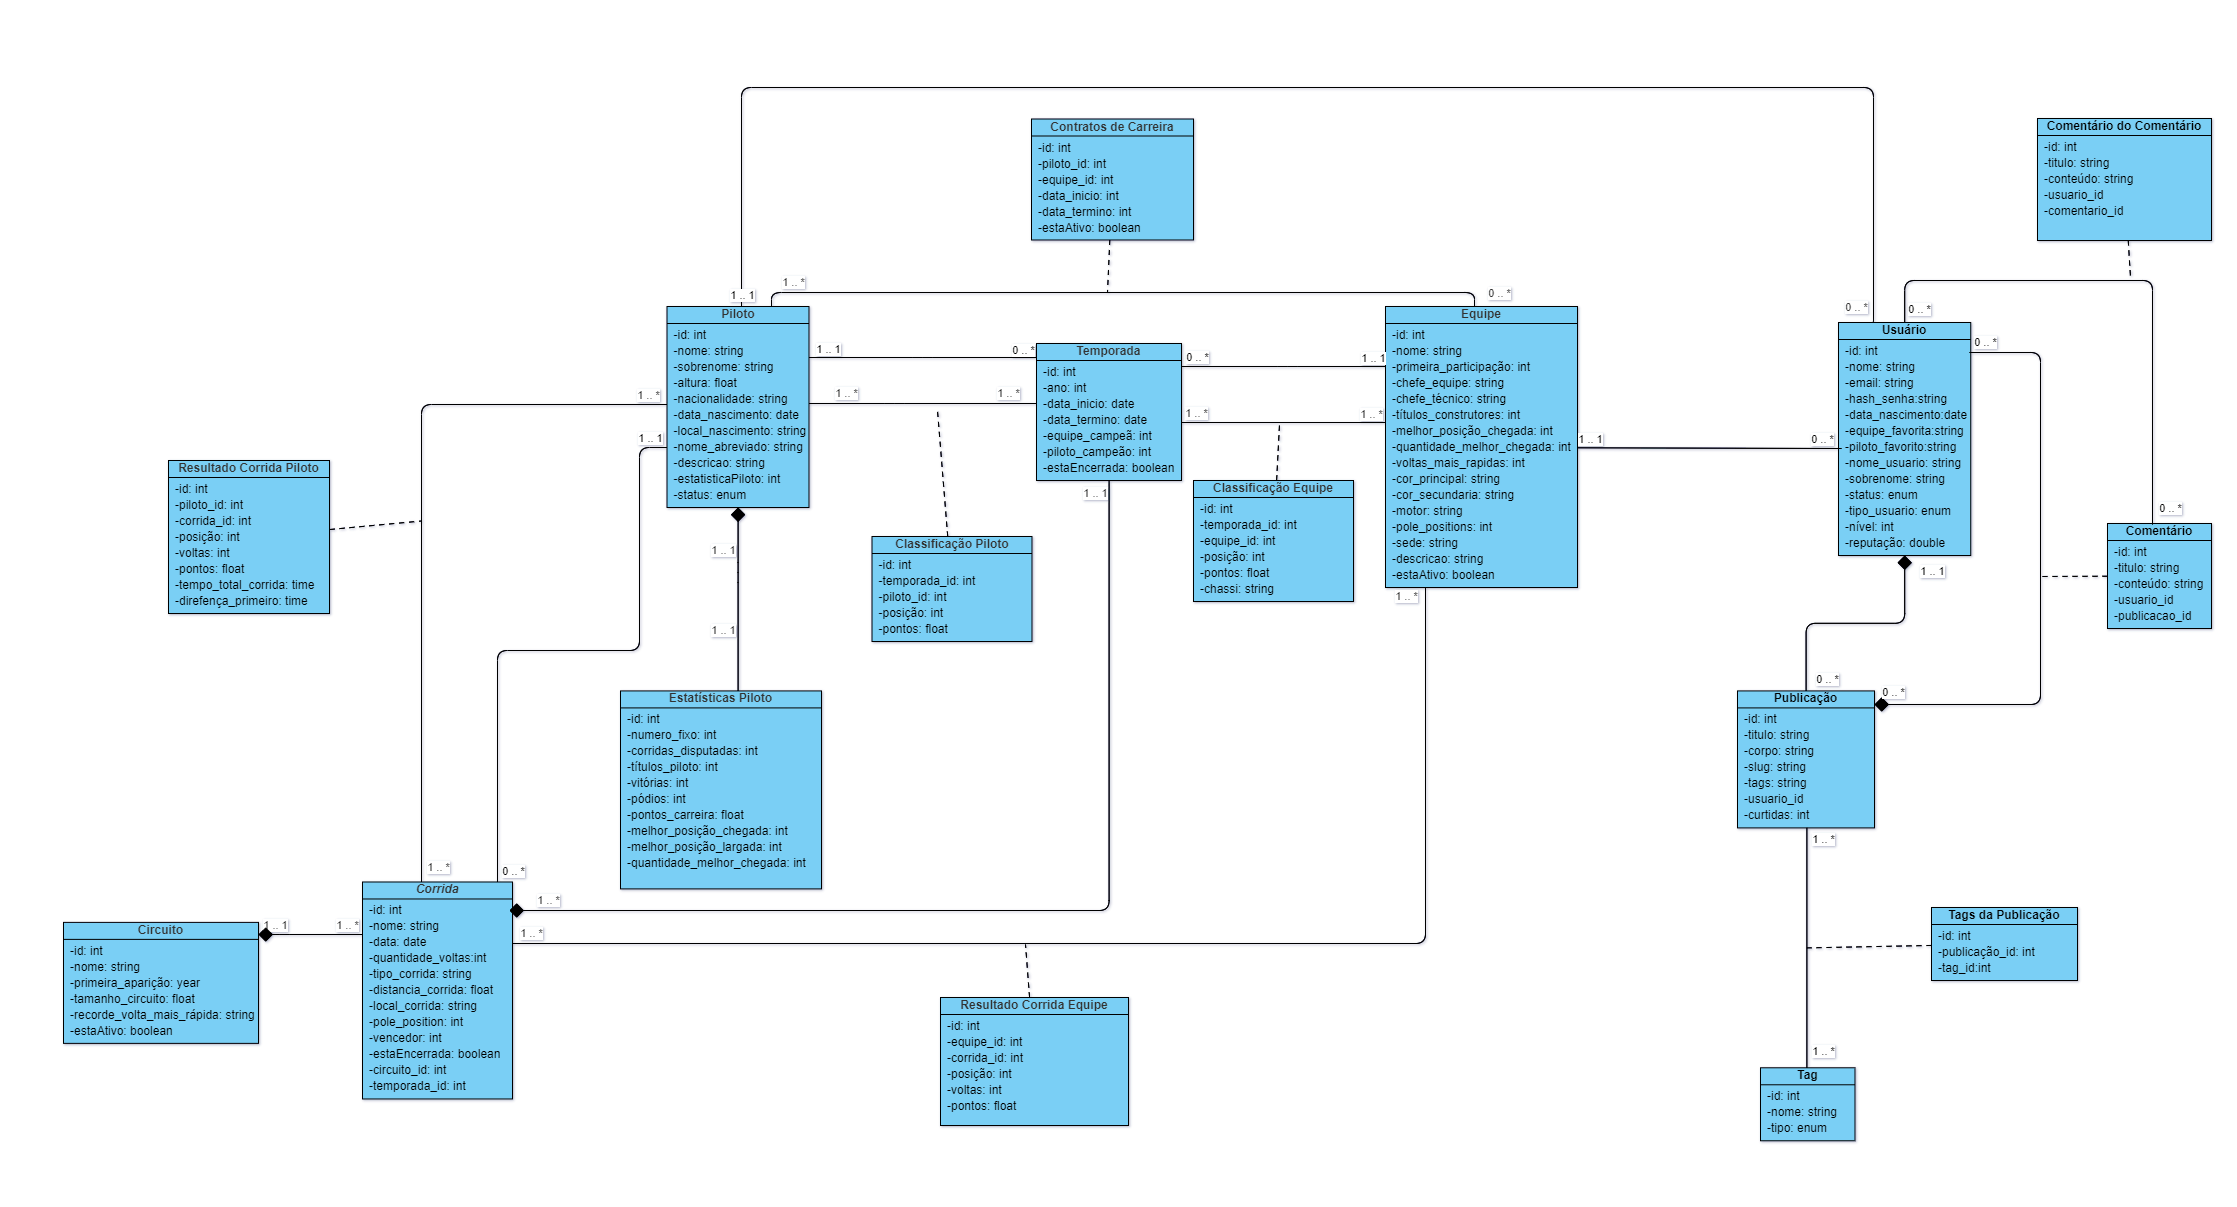 Contratos de Carreira
-id: int
-piloto_id: int
-equipe_id: int
-data_inicio: int
-data_termino: int
-estaAtivo: boolean
Comentário do Comentário
-id: int
-titulo: string
-conteúdo: string
-usuario_id
-comentario_id
1 .. 1
1 .. *
0 .. *
0 .. *
0 .. *
Piloto
-id: int
-nome: string
-sobrenome: string
-altura: float
-nacionalidade: string
-data_nascimento: date
-local_nascimento: string
-nome_abreviado: string
-descricao: string
-estatisticaPiloto: int
-status: enum
1 .. 1
0 .. *
1 .. *
1 .. *
1 .. *
1 .. 1
Temporada
-id: int
-ano: int
-data_inicio: date
-data_termino: date
-equipe_campeã: int
-piloto_campeão: int
-estaEncerrada: boolean
0 .. *
1 .. 1
1 .. *
1 .. *
1 .. 1
Equipe
-id: int
-nome: string
-primeira_participação: int
-chefe_equipe: string
-chefe_técnico: string
-títulos_construtores: int
-melhor_posição_chegada: int
-quantidade_melhor_chegada: int
-voltas_mais_rapidas: int
-cor_principal: string
-cor_secundaria: string
-motor: string
-pole_positions: int
-sede: string
-descricao: string
-estaAtivo: boolean
1 .. 1
0 .. *
1 .. *
Usuário
-id: int
-nome: string
-email: string
-hash_senha:string
-data_nascimento:date
-equipe_favorita:string
-piloto_favorito:string
-nome_usuario: string
-sobrenome: string
-status: enum
-tipo_usuario: enum
-nível: int
-reputação: double
0 .. *
1 .. 1
0 .. *
Comentário
-id: int
-titulo: string
-conteúdo: string
-usuario_id
-publicacao_id
Resultado Corrida Piloto
-id: int
-piloto_id: int
-corrida_id: int
-posição: int
-voltas: int
-pontos: float
-tempo_total_corrida: time
-direfença_primeiro: time
Classificação Piloto
-id: int
-temporada_id: int
-piloto_id: int
-posição: int
-pontos: float
Classificação Equipe
-id: int
-temporada_id: int
-equipe_id: int
-posição: int
-pontos: float
-chassi: string
1 .. 1
1 .. 1
Estatísticas Piloto
-id: int
-numero_fixo: int
-corridas_disputadas: int
-títulos_piloto: int
-vitórias: int
-pódios: int
-pontos_carreira: float
-melhor_posição_chegada: int
-melhor_posição_largada: int
-quantidade_melhor_chegada: int
0 .. *
0 .. *
Publicação
-id: int
-titulo: string
-corpo: string
-slug: string
-tags: string
-usuario_id
-curtidas: int
1 .. *
1 .. *
0 .. *
1 .. *
1 .. *
Corrida
-id: int
-nome: string
-data: date
-quantidade_voltas:int
-tipo_corrida: string
-distancia_corrida: float
-local_corrida: string
-pole_position: int
-vencedor: int
-estaEncerrada: boolean
-circuito_id: int
-temporada_id: int
1 .. 1
1 .. *
Circuito
-id: int
-nome: string
-primeira_aparição: year
-tamanho_circuito: float
-recorde_volta_mais_rápida: string
-estaAtivo: boolean
Resultado Corrida Equipe
-id: int
-equipe_id: int
-corrida_id: int
-posição: int
-voltas: int
-pontos: float
Tags da Publicação
-id: int
-publicação_id: int
-tag_id:int
1 .. *
Tag
-id: int
-nome: string
-tipo: enum